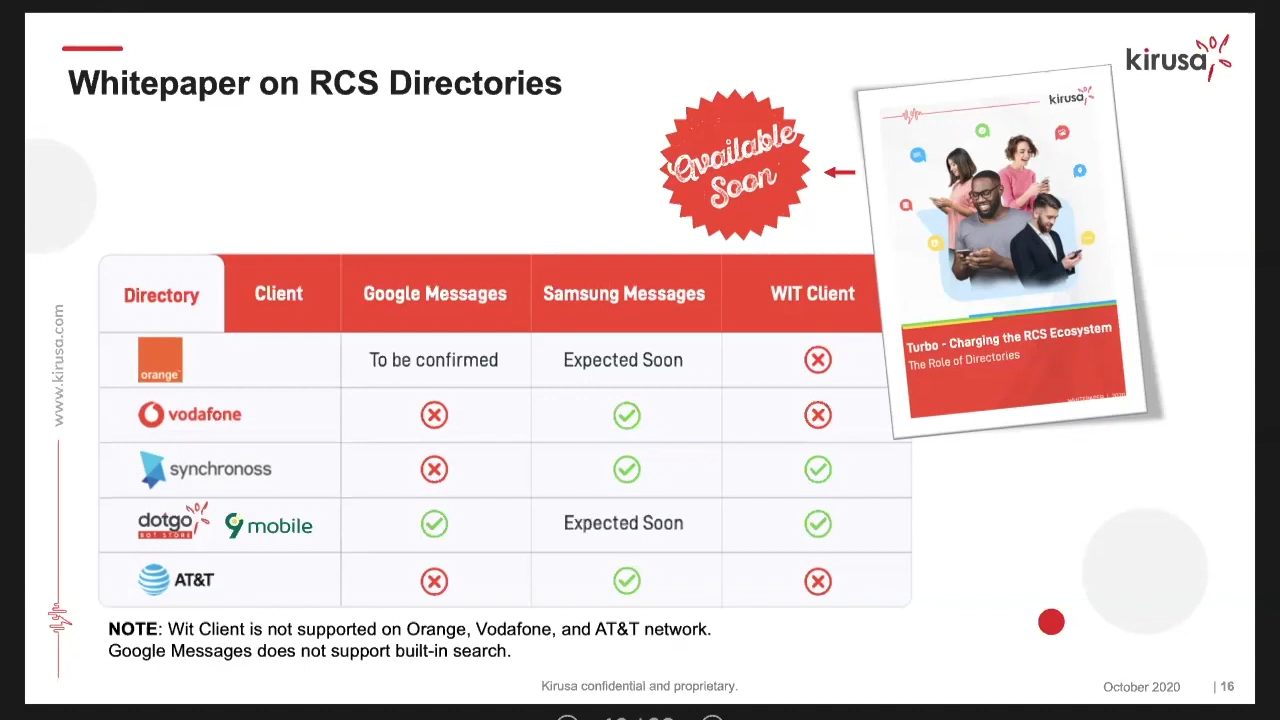 Whitepaper on RCS Directories
kirusa
Available
Soon
kirusa
Turbo - Charging the RCS Ecosystem
The Role of Directories
www.kirusa.com
Directory Client Google Messages Samsung Messages WIT Client
orange To be confirmed Expected Soon
vodafone
synchronoss
dotgo 9mobile Expected Soon
BOT STORE
AT&T
NOTE: Wit Client is not supported on Orange, Vodafone, and AT&T network.
Google Messages does not support built-in search.
Kirusa confidential and proprietary.
October 2020 | 16